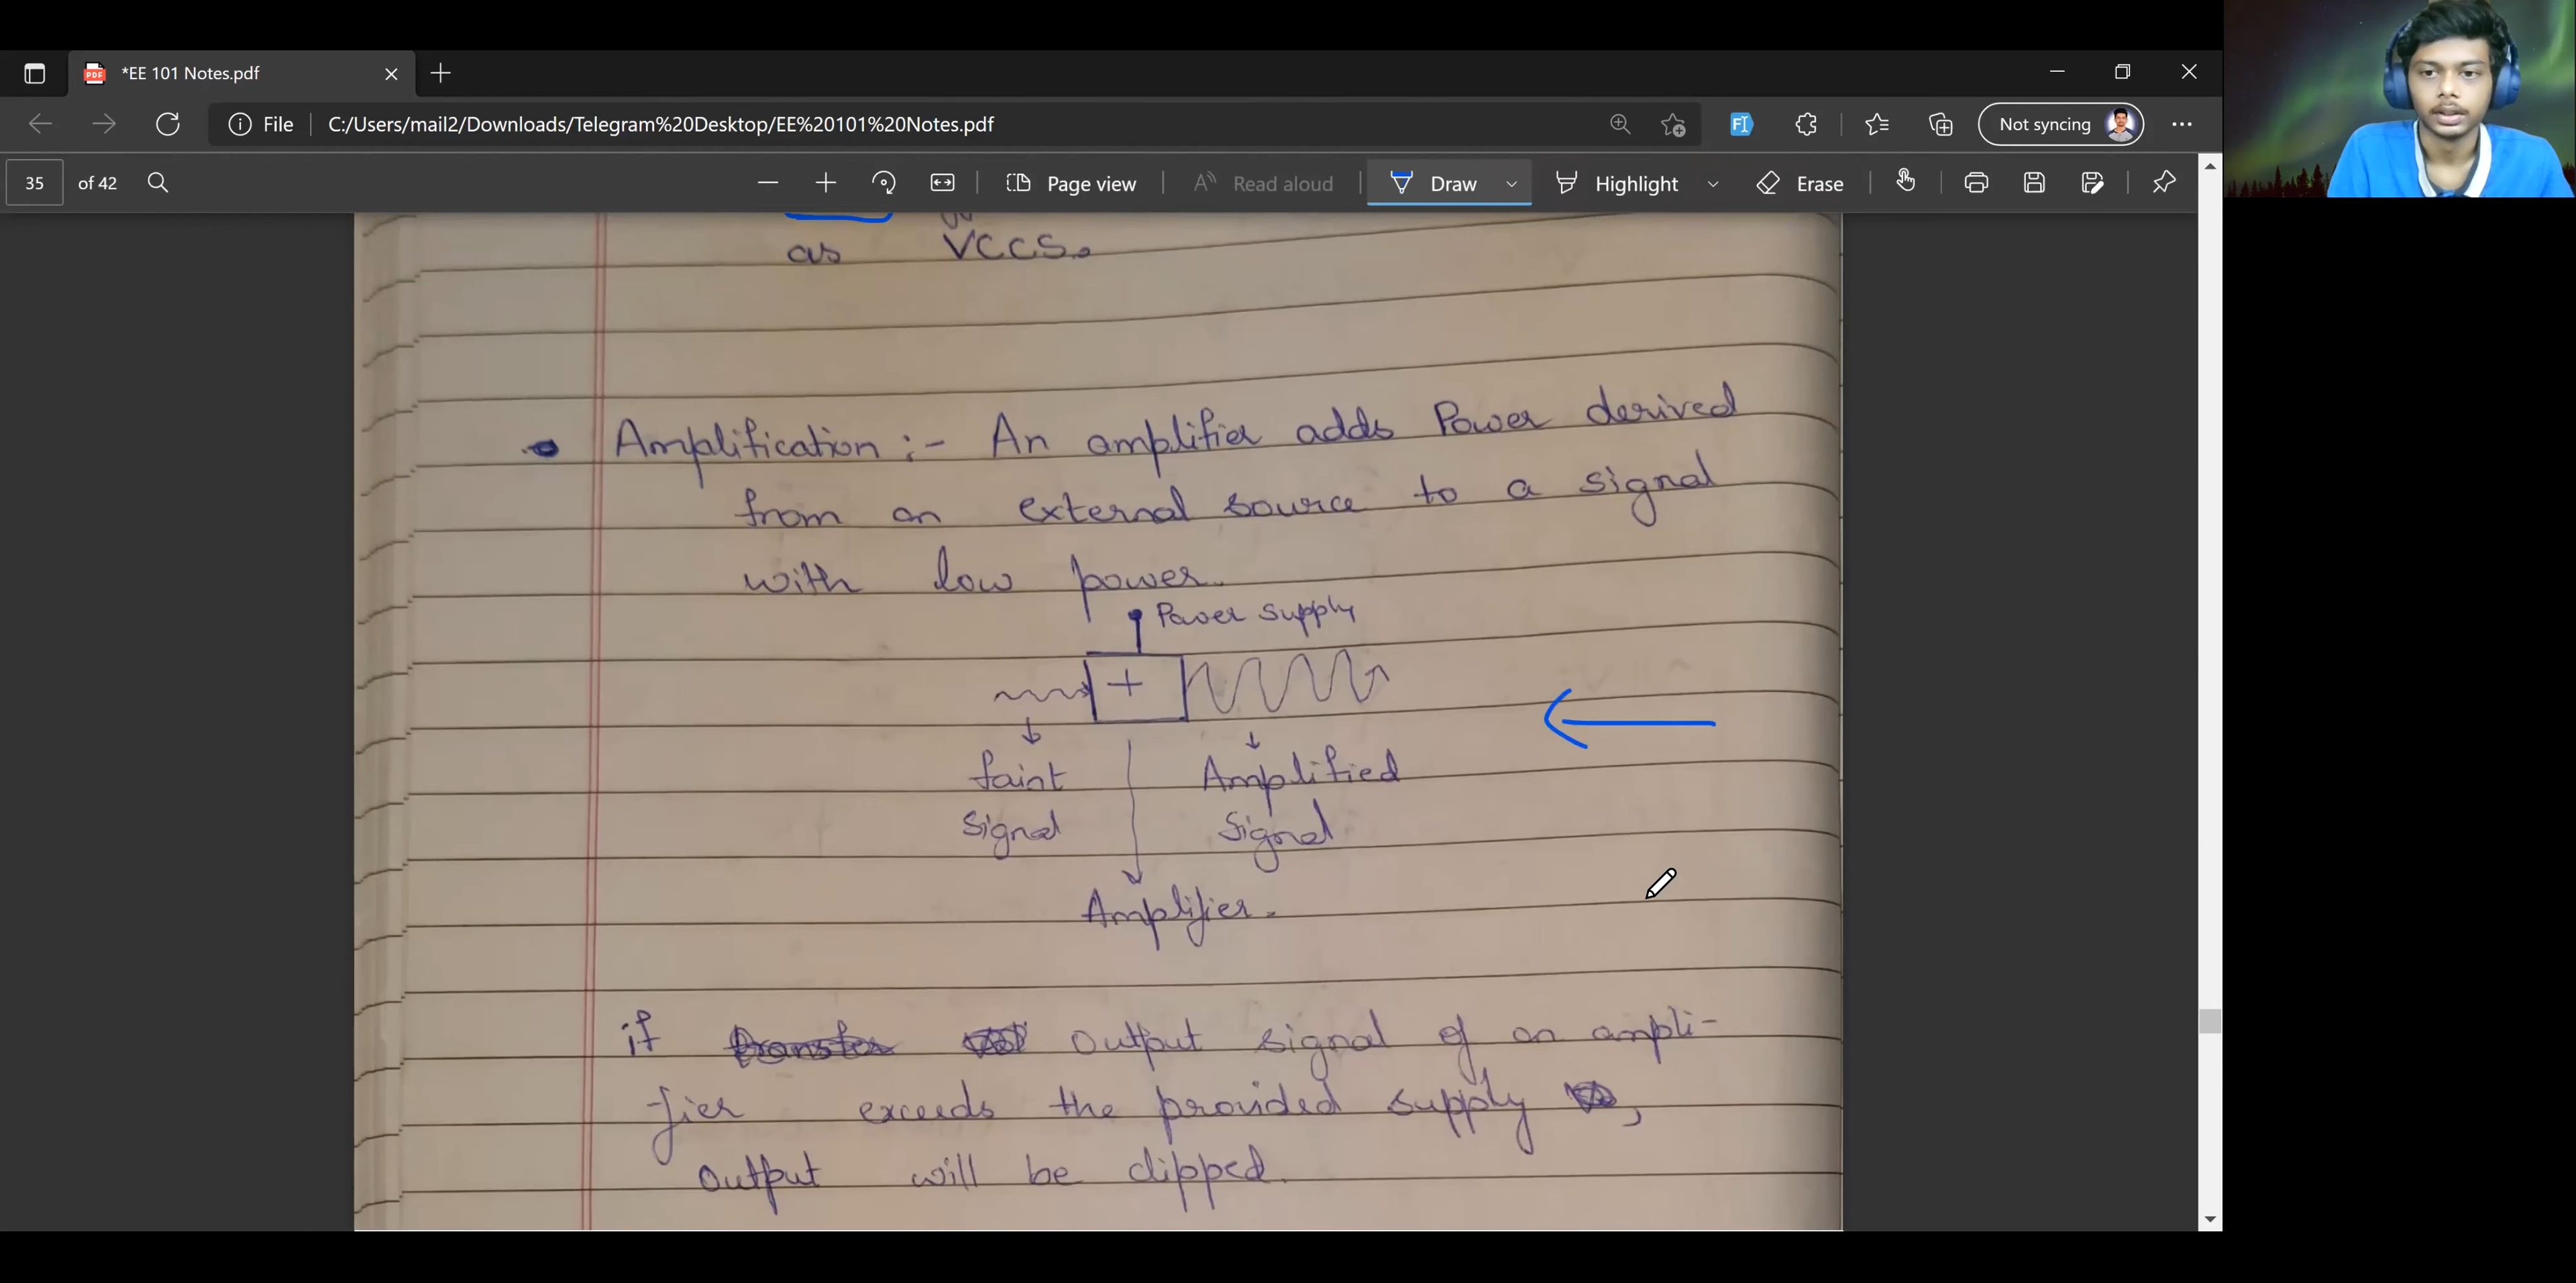 *EE 101 Notes.pdf
File
C:/Users/mail2/Downloads/Telegram%20Desktop/EE%20101%20Notes.pdf
Not syncing
35 of 42
Page view
Read aloud
Draw
Highlight
Erase
as VCCS.
Amplification :- An amplifier adds Power derived
from an external source to a signal
with low power.
Power supply
+
faint
signal
Amplified
signal
Amplifier.
if output signal of an ampli-
fier exceeds the provided supply ,
output will be clipped.